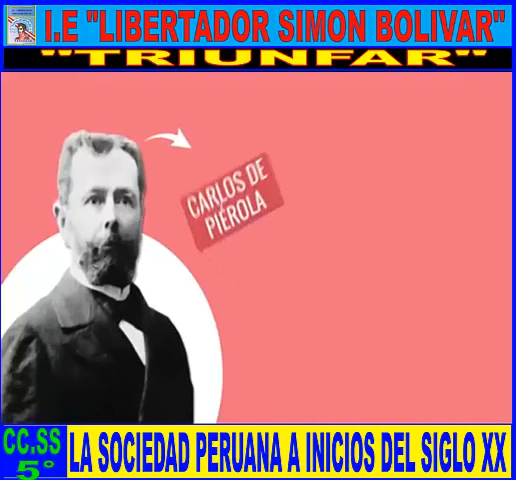 I.E "LIBERTADOR SIMON BOLIVAR"
"TRIUNFAR"
CARLOS DE
PIÉROLA
CC.SS
5°
LA SOCIEDAD PERUANA A INICIOS DEL SIGLO XX